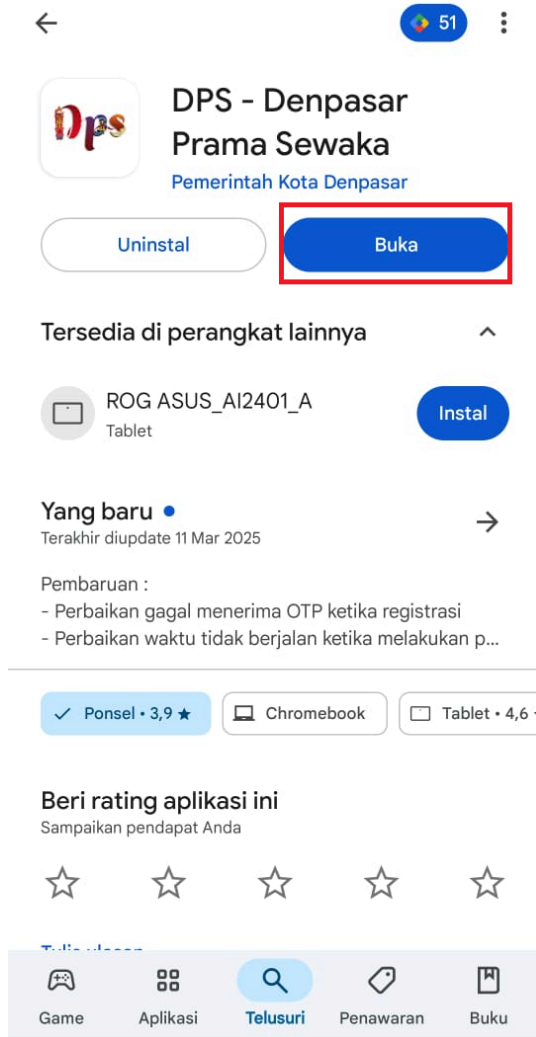 51
Dps
DPS - Denpasar
Prama Sewaka
Pemerintah Kota Denpasar
Uninstal
Buka
Tersedia di perangkat lainnya
ROG ASUS_AI2401_A
Tablet
Instal
Yang baru
Terakhir diupdate 11 Mar 2025
Pembaruan :
- Perbaikan gagal menerima OTP ketika registrasi
- Perbaikan waktu tidak berjalan ketika melakukan p...
Ponsel • 3,9 ★
Chromebook
Tablet • 4,6
Beri rating aplikasi ini
Sampaikan pendapat Anda
Game
Aplikasi
Telusuri
Penawaran
Buku